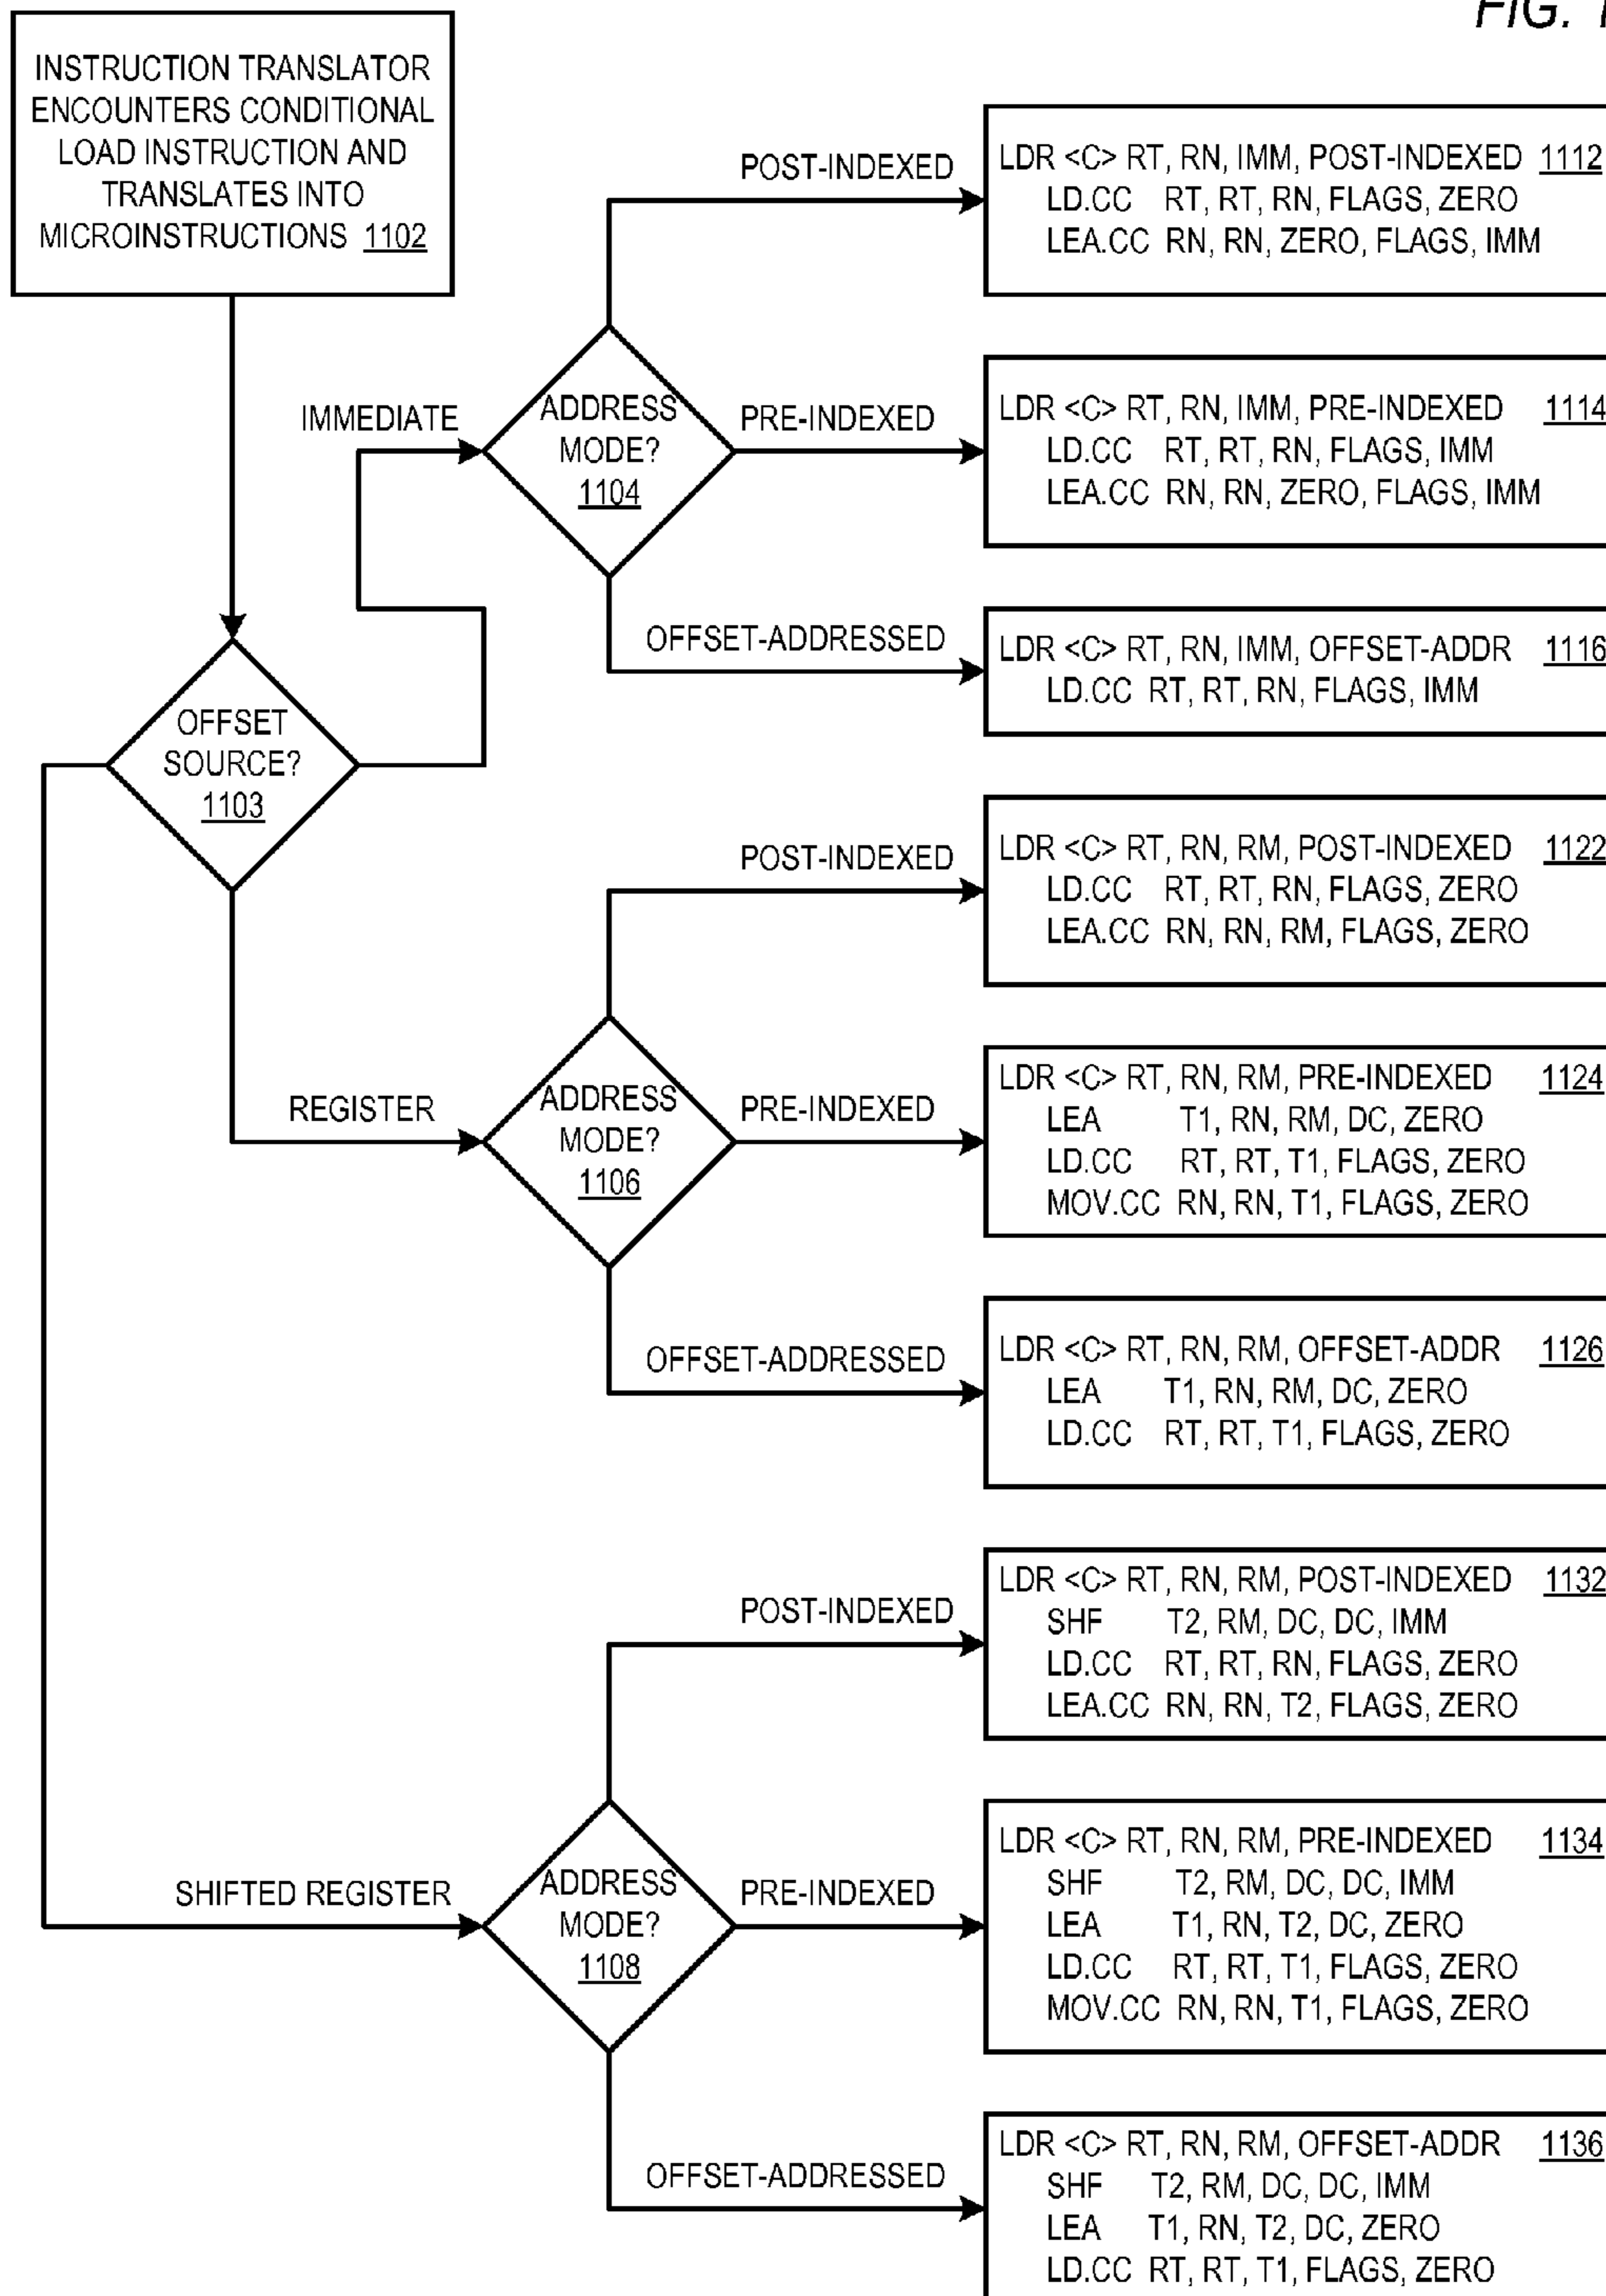 FIG. 1
INSTRUCTION TRANSLATOR
ENCOUNTERS CONDITIONAL
LOAD INSTRUCTION AND
TRANSLATES INTO
MICROINSTRUCTIONS 1102
POST-INDEXED
LDR <C> RT, RN, IMM, POST-INDEXED 1112
LD.CC RT, RT, RN, FLAGS, ZERO
LEA.CC RN, RN, ZERO, FLAGS, IMM
IMMEDIATE
ADDRESS
MODE?
1104
PRE-INDEXED
LDR <C> RT, RN, IMM, PRE-INDEXED 1114
LD.CC RT, RT, RN, FLAGS, IMM
LEA.CC RN, RN, ZERO, FLAGS, IMM
OFFSET-ADDRESSED
LDR <C> RT, RN, IMM, OFFSET-ADDR 1116
LD.CC RT, RT, RN, FLAGS, IMM
OFFSET
SOURCE?
1103
POST-INDEXED
LDR <C> RT, RN, RM, POST-INDEXED 1122
LD.CC RT, RT, RN, FLAGS, ZERO
LEA.CC RN, RN, RM, FLAGS, ZERO
REGISTER
ADDRESS
MODE?
1106
PRE-INDEXED
LDR <C> RT, RN, RM, PRE-INDEXED 1124
LEA T1, RN, RM, DC, ZERO
LD.CC RT, RT, T1, FLAGS, ZERO
MOV.CC RN, RN, T1, FLAGS, ZERO
OFFSET-ADDRESSED
LDR <C> RT, RN, RM, OFFSET-ADDR 1126
LEA T1, RN, RM, DC, ZERO
LD.CC RT, RT, T1, FLAGS, ZERO
POST-INDEXED
LDR <C> RT, RN, RM, POST-INDEXED 1132
SHF T2, RM, DC, DC, IMM
LD.CC RT, RT, RN, FLAGS, ZERO
LEA.CC RN, RN, T2, FLAGS, ZERO
SHIFTED REGISTER
ADDRESS
MODE?
1108
PRE-INDEXED
LDR <C> RT, RN, RM, PRE-INDEXED 1134
SHF T2, RM, DC, DC, IMM
LEA T1, RN, T2, DC, ZERO
LD.CC RT, RT, T1, FLAGS, ZERO
MOV.CC RN, RN, T1, FLAGS, ZERO
OFFSET-ADDRESSED
LDR <C> RT, RN, RM, OFFSET-ADDR 1136
SHF T2, RM, DC, DC, IMM
LEA T1, RN, T2, DC, ZERO
LD.CC RT, RT, T1, FLAGS, ZERO